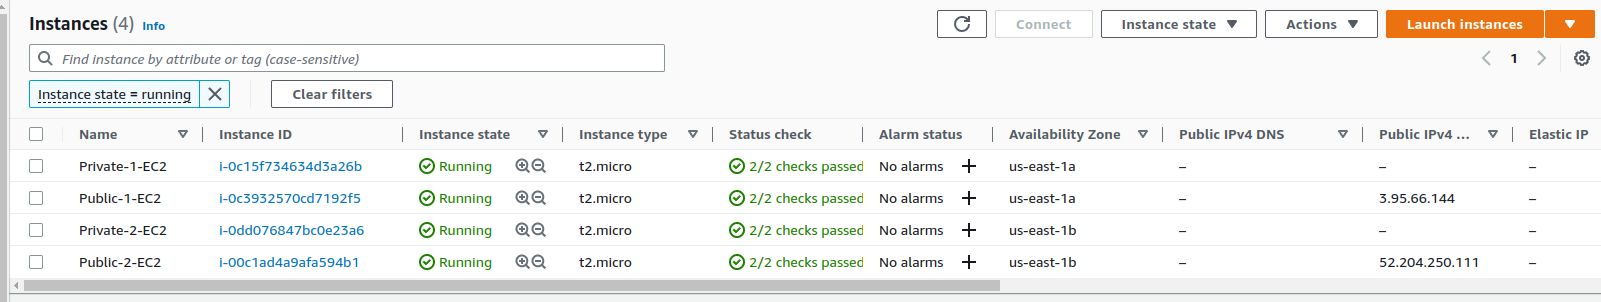 Instances (4) Info
Connect Instance state Actions Launch instances
Find instance by attribute or tag (case-sensitive)
1
Instance state = running Clear filters
Name Instance ID Instance state Instance type Status check Alarm status Availability Zone Public IPv4 DNS Public IPv4 ... Elastic IP
Private-1-EC2 i-0c15f734634d3a26b Running t2.micro 2/2 checks passed No alarms + us-east-1a – – –
Public-1-EC2 i-0c3932570cd7192f5 Running t2.micro 2/2 checks passed No alarms + us-east-1a – 3.95.66.144 –
Private-2-EC2 i-0dd076847bc0e23a6 Running t2.micro 2/2 checks passed No alarms + us-east-1b – – –
Public-2-EC2 i-00c1ad4a9afa594b1 Running t2.micro 2/2 checks passed No alarms + us-east-1b – 52.204.250.111 –